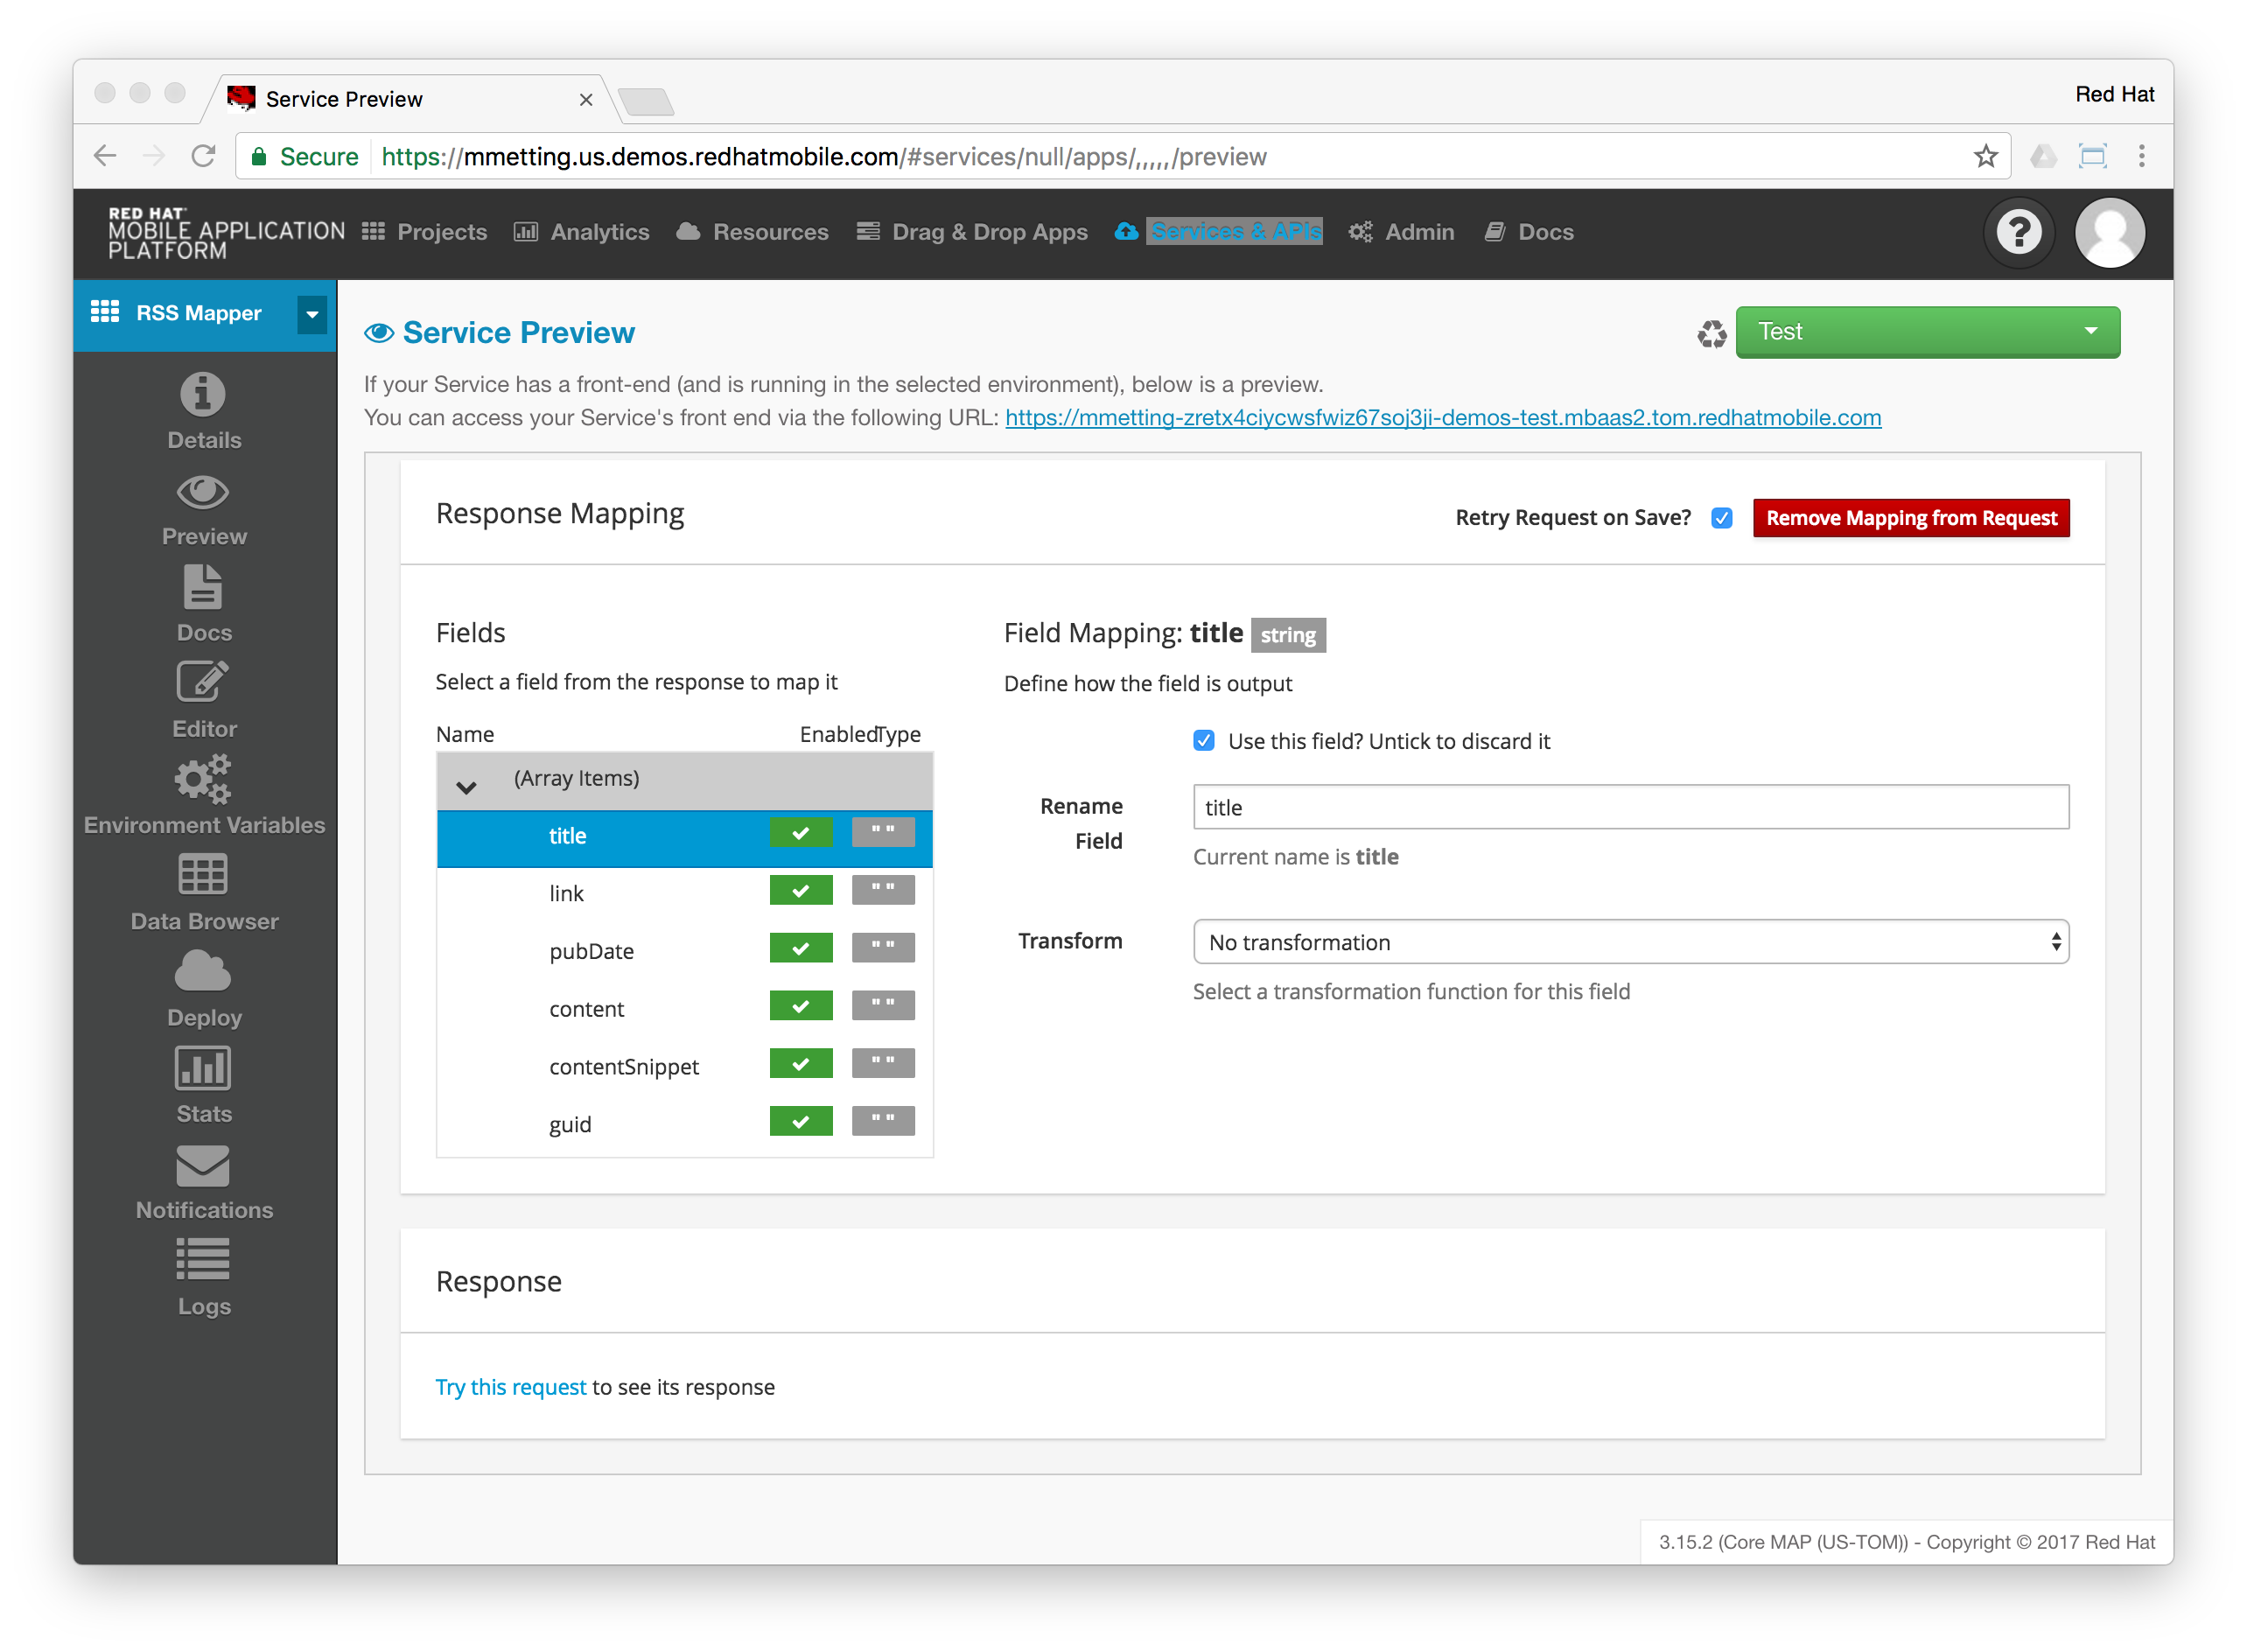 Service Preview
Red Hat
Secure https://mmetting.us.demos.redhatmobile.com/#services/null/apps/,,,,,/preview
RED HAT
MOBILE APPLICATION
PLATFORM
Projects Analytics Resources Drag & Drop Apps Services & APIs Admin Docs
RSS Mapper
Details
Preview
Docs
Editor
Environment Variables
Data Browser
Deploy
Stats
Notifications
Logs
Service Preview
Test
If your Service has a front-end (and is running in the selected environment), below is a preview.
You can access your Service's front end via the following URL: https://mmetting-zretx4ciycwsfwiz67soj3ji-demos-test.mbaas2.tom.redhatmobile.com
Response Mapping
Retry Request on Save?
Remove Mapping from Request
Fields
Select a field from the response to map it
Name Enabled Type
(Array Items)
title " "
link " "
pubDate " "
content " "
contentSnippet " "
guid " "
Field Mapping: title string
Define how the field is output
Use this field? Untick to discard it
Rename
Field
title
Current name is title
Transform
No transformation
Select a transformation function for this field
Response
Try this request to see its response
3.15.2 (Core MAP (US-TOM)) - Copyright © 2017 Red Hat